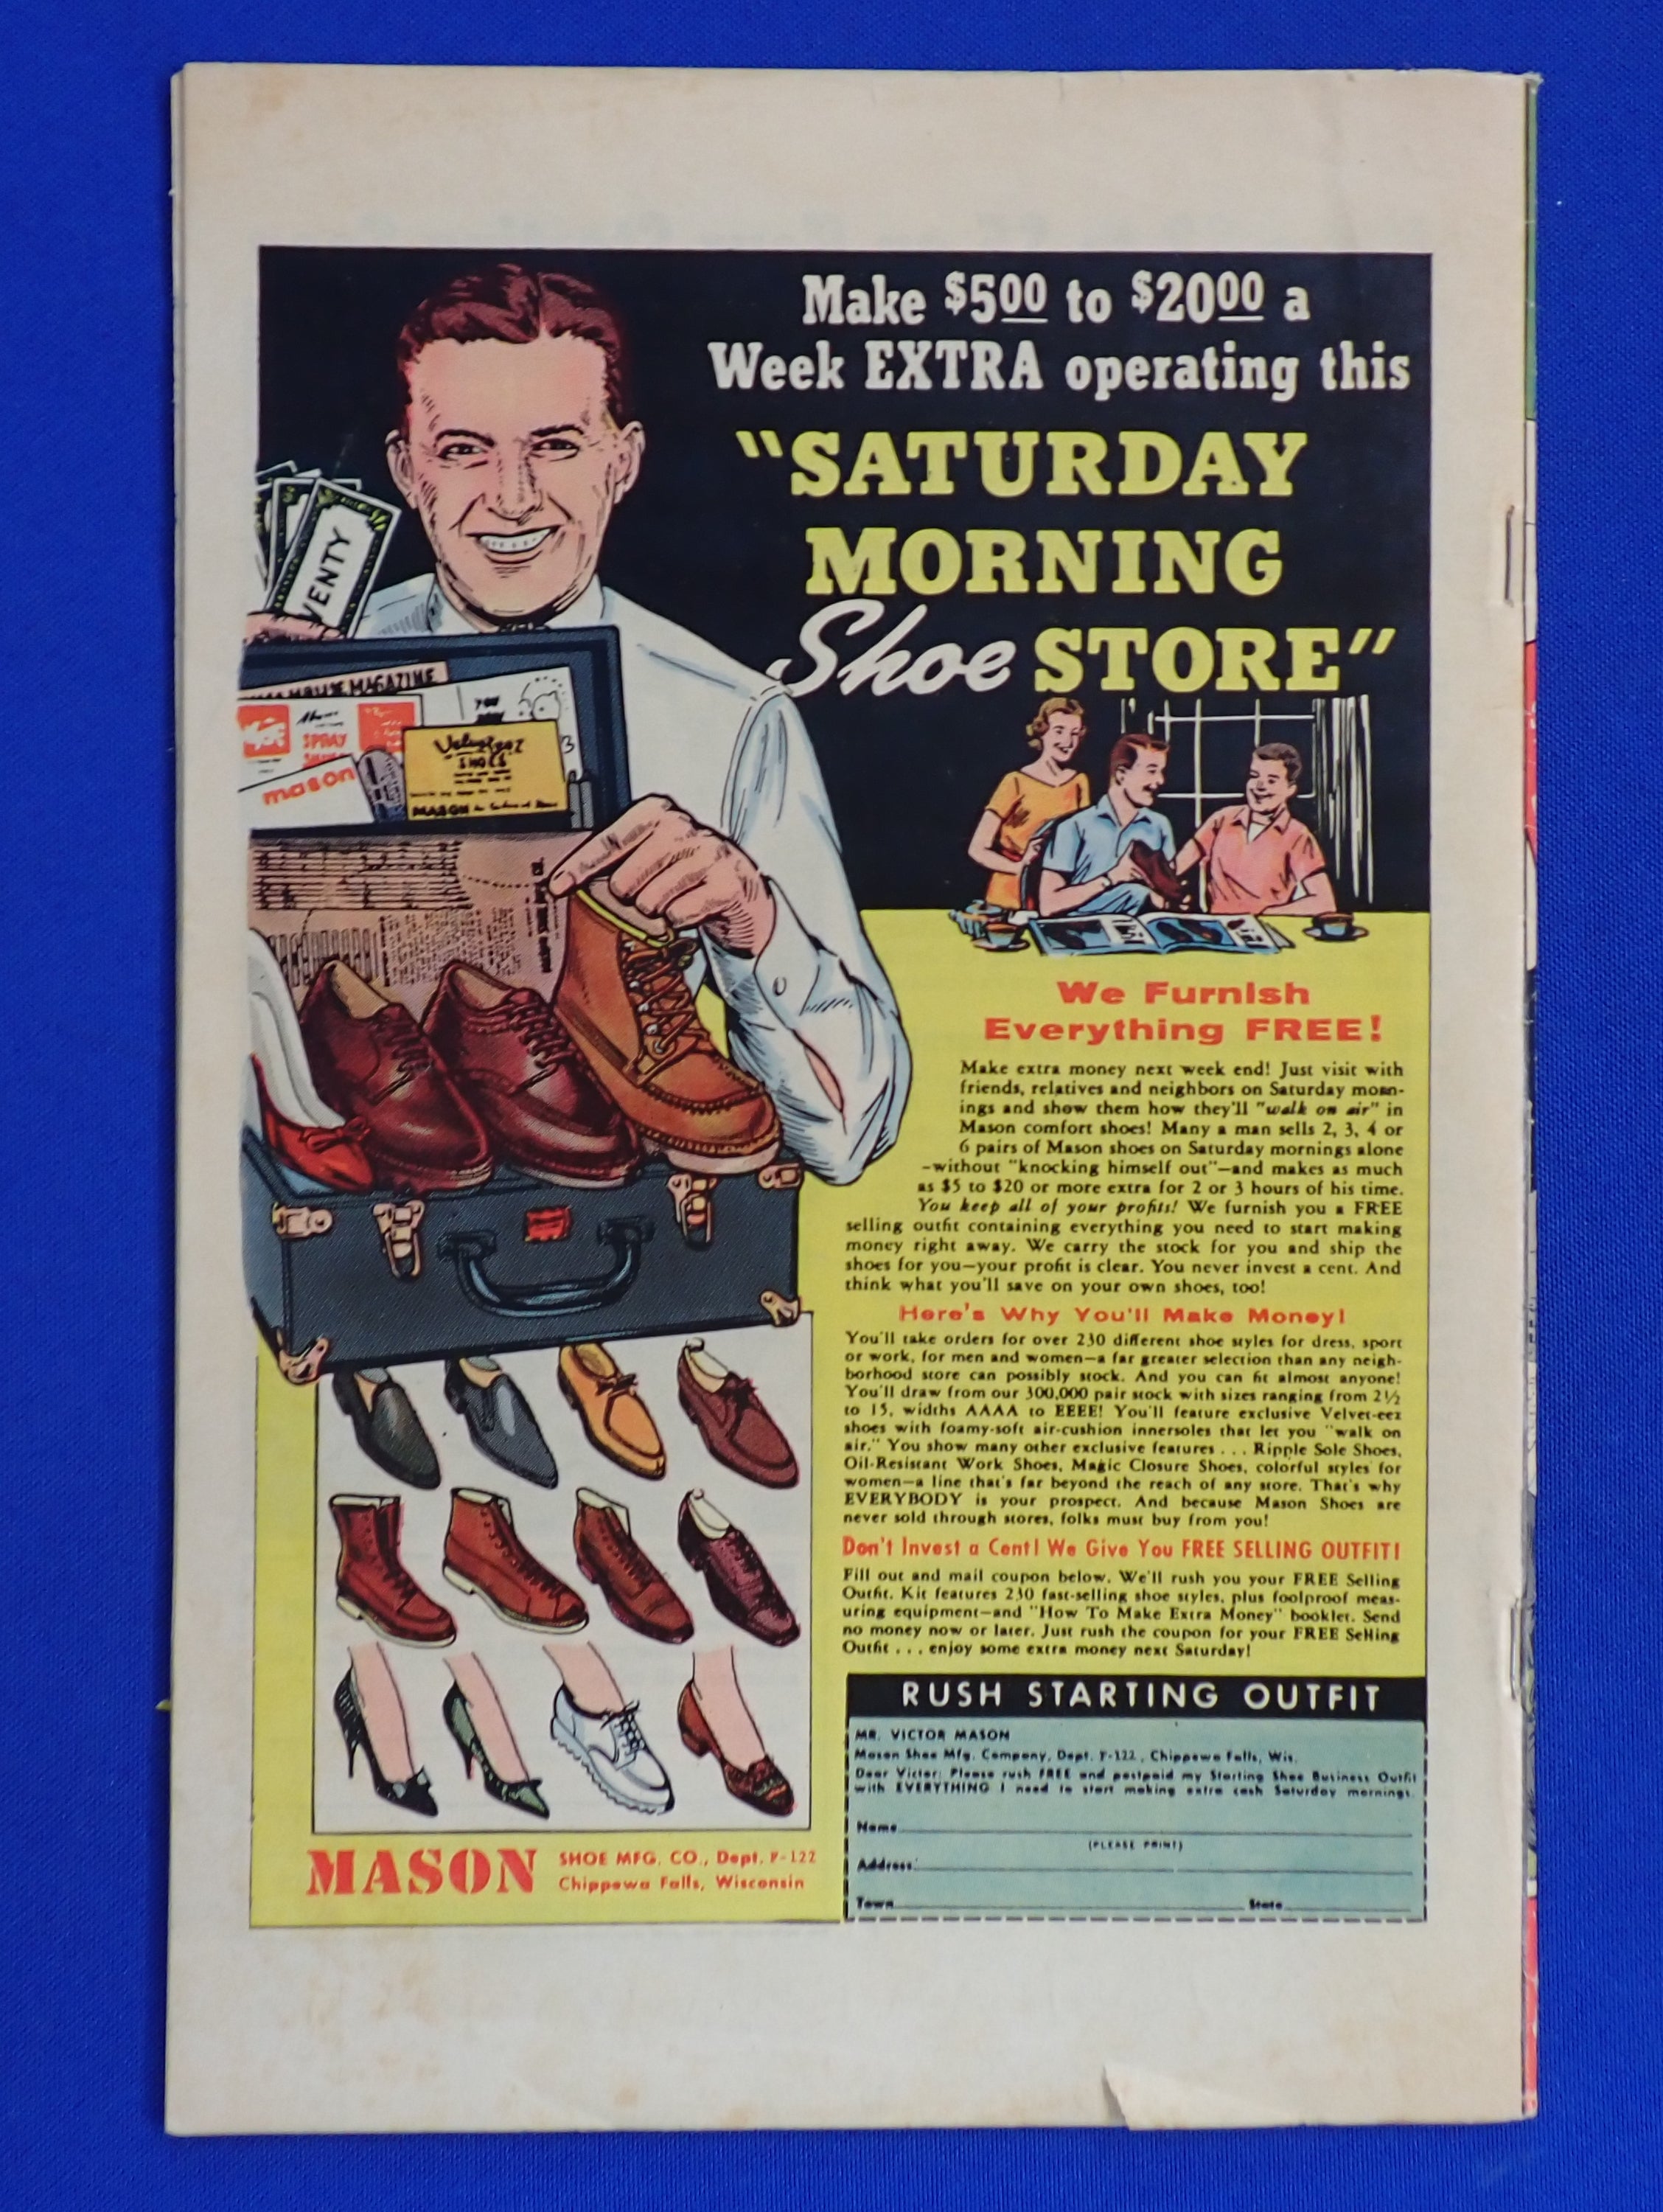 Make $5.00 to $20.00 a
Week EXTRA operating this
"SATURDAY
MORNING
Shoe STORE"
VENTY
MAGAZINE
SPRAY
mason
Velvet-eez
SHOES
MASON
We Furnish
Everything FREE!
Make extra money next week end! Just visit with
friends, relatives and neighbors on Saturday morn-
ings and show them how they'll "walk on air" in
Mason comfort shoes! Many a man sells 2, 3, 4 or
6 pairs of Mason shoes on Saturday mornings alone
-without "knocking himself out"-and makes as much
as $5 to $20 or more extra for 2 or 3 hours of his time.
You keep all of your profits! We furnish you a FREE
selling outfit containing everything you need to start making
money right away. We carry the stock for you and ship the
shoes for you—your profit is clear. You never invest a cent. And
think what you'll save on your own shoes, too!
Here's Why You'll Make Money!
You'll take orders for over 230 different shoe styles for dress, sport
or work, for men and women—a far greater selection than any neigh-
borhood store can possibly stock. And you can fit almost anyone!
You'll draw from our 300,000 pair stock with sizes ranging from 2½
to 15, widths AAAA to EEEE! You'll feature exclusive Velvet-eez
shoes with foamy-soft air-cushion innersoles that let you "walk on
air." You show many other exclusive features . . . Ripple Sole Shoes,
Oil-Resistant Work Shoes, Magic Closure Shoes, colorful styles for
women—a line that's far beyond the reach of any store. That's why
EVERYBODY is your prospect. And because Mason Shoes are
never sold through stores, folks must buy from you!
Don't Invest a Cent! We Give You FREE SELLING OUTFIT!
Fill out and mail coupon below. We'll rush you your FREE Selling
Outfit. Kit features 230 fast-selling shoe styles, plus foolproof meas-
uring equipment—and "How To Make Extra Money" booklet. Send
no money now or later. Just rush the coupon for your FREE Selling
Outfit . . . enjoy some extra money next Saturday!
RUSH STARTING OUTFIT
MR. VICTOR MASON
Mason Shoe Mfg. Company, Dept. F-122, Chippewa Falls, Wis.
Dear Victor: Please rush FREE and postpaid my Starting Shoe Business Outfit
with EVERYTHING I need to start making extra cash Saturday mornings.
Name
(PLEASE PRINT)
Address
Town State
MASON SHOE MFG. CO., Dept. F-122
Chippewa Falls, Wisconsin